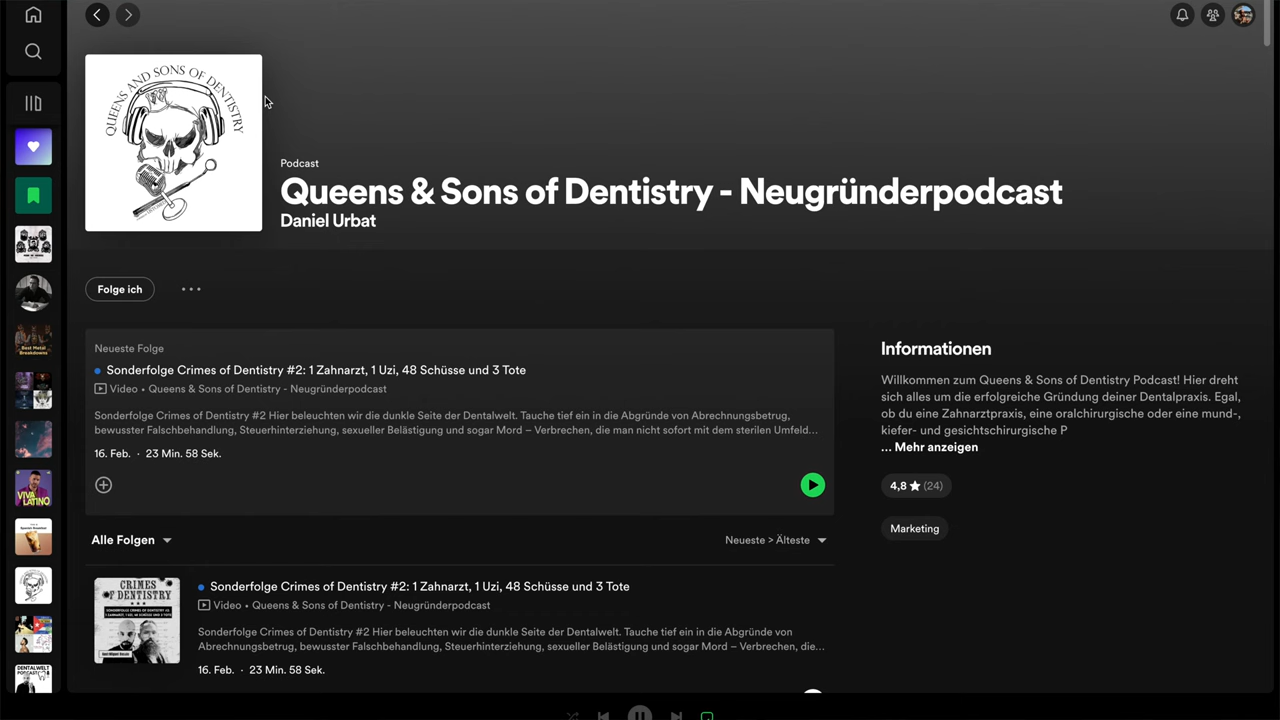 QUEENS AND SONS OF DENTISTRY
Podcast
Queens & Sons of Dentistry - Neugründerpodcast
Daniel Urbat
Folge ich
Neueste Folge
Sonderfolge Crimes of Dentistry #2: 1 Zahnarzt, 1 Uzi, 48 Schüsse und 3 Tote
Video • Queens & Sons of Dentistry - Neugründerpodcast
Sonderfolge Crimes of Dentistry #2 Hier beleuchten wir die dunkle Seite der Dentalwelt. Tauche tief ein in die Abgründe von Abrechnungsbetrug,
bewusster Falschbehandlung, Steuerhinterziehung, sexueller Belästigung und sogar Mord – Verbrechen, die man nicht sofort mit dem sterilen Umfeld…
16. Feb. · 23 Min. 58 Sek.
Informationen
Willkommen zum Queens & Sons of Dentistry Podcast! Hier dreht
sich alles um die erfolgreiche Gründung deiner Dentalpraxis. Egal,
ob du eine Zahnarztpraxis, eine oralchirurgische oder eine mund-,
kiefer- und gesichtschirurgische P
... Mehr anzeigen
4,8 ★ (24)
Marketing
Alle Folgen
Neueste > Älteste
CRIMES
OF DENTISTRY
Sonderfolge Crimes of Dentistry #2: 1 Zahnarzt, 1 Uzi, 48 Schüsse und 3 Tote
Video • Queens & Sons of Dentistry - Neugründerpodcast
Sonderfolge Crimes of Dentistry #2 Hier beleuchten wir die dunkle Seite der Dentalwelt. Tauche tief ein in die Abgründe von
Abrechnungsbetrug, bewusster Falschbehandlung, Steuerhinterziehung, sexueller Belästigung und sogar Mord – Verbrechen, die…
16. Feb. · 23 Min. 58 Sek.
Best Metal
Breakdowns
VIVA
LATINO
DENTALWELT
PODCAST